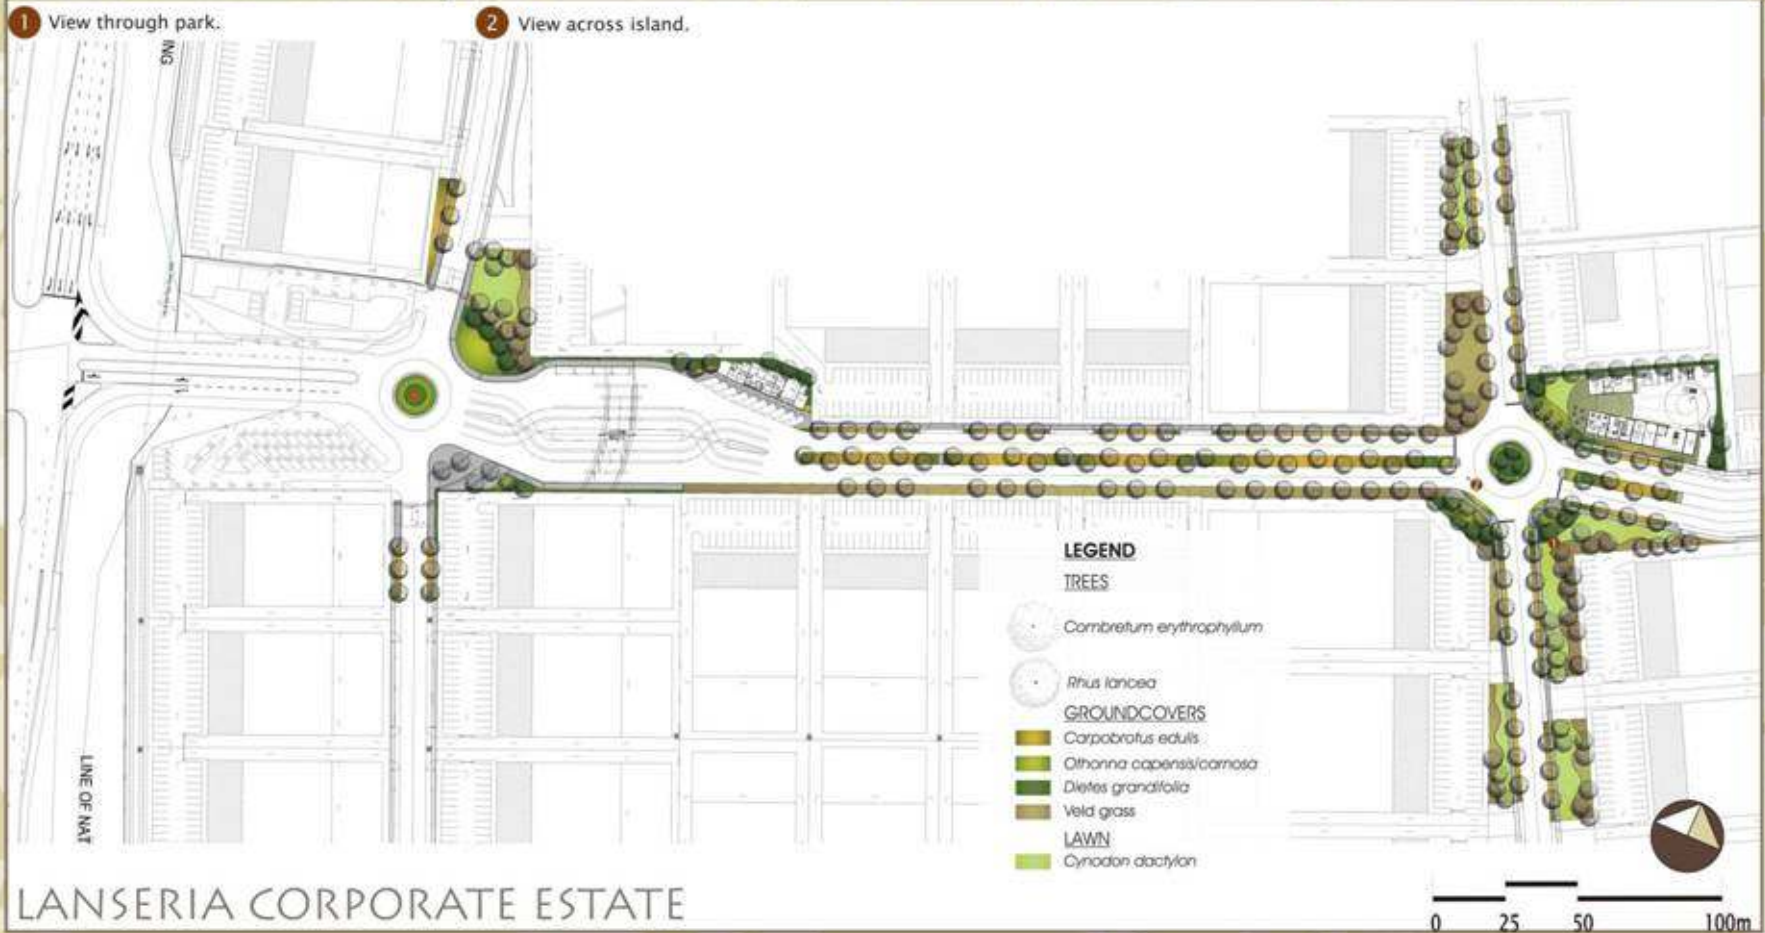 1 View through park.
2 View across island.
NG
LINE OF NAT
LEGEND
TREES
Combretum erythrophyllum
Rhus lancea
GROUNDCOVERS
Carpobrotus edulis
Othonna capensis/carnosa
Dietes grandifolia
Veld grass
LAWN
Cynodon dactylon
LANSERIA CORPORATE ESTATE
0 25 50 100m